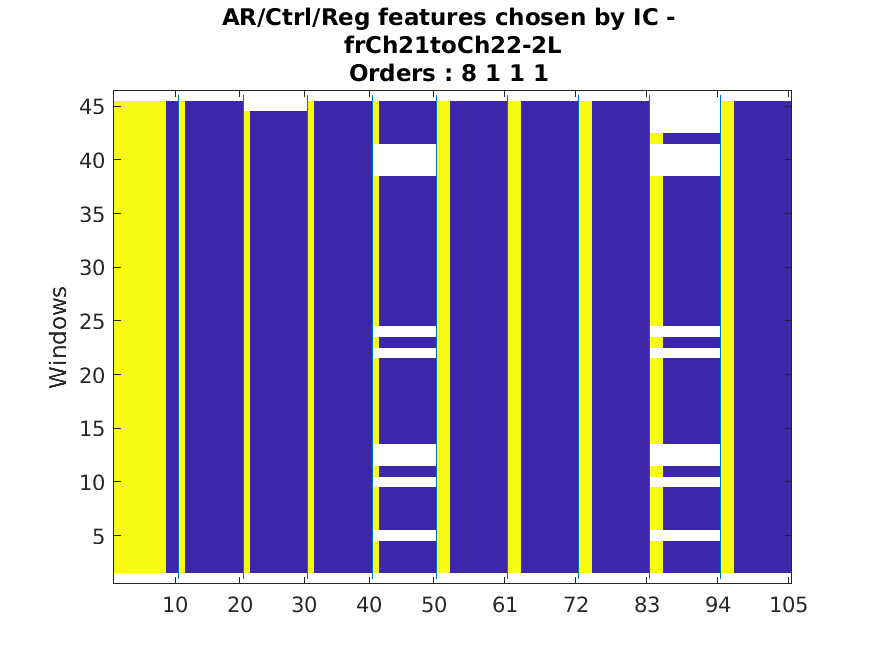 AR/Ctrl/Reg features chosen by IC -
frCh21toCh22-2L
Orders : 8 1 1 1
45
40
35
30
25
20
15
10
5
Windows
10 20 30 40 50 61 72 83 94 105